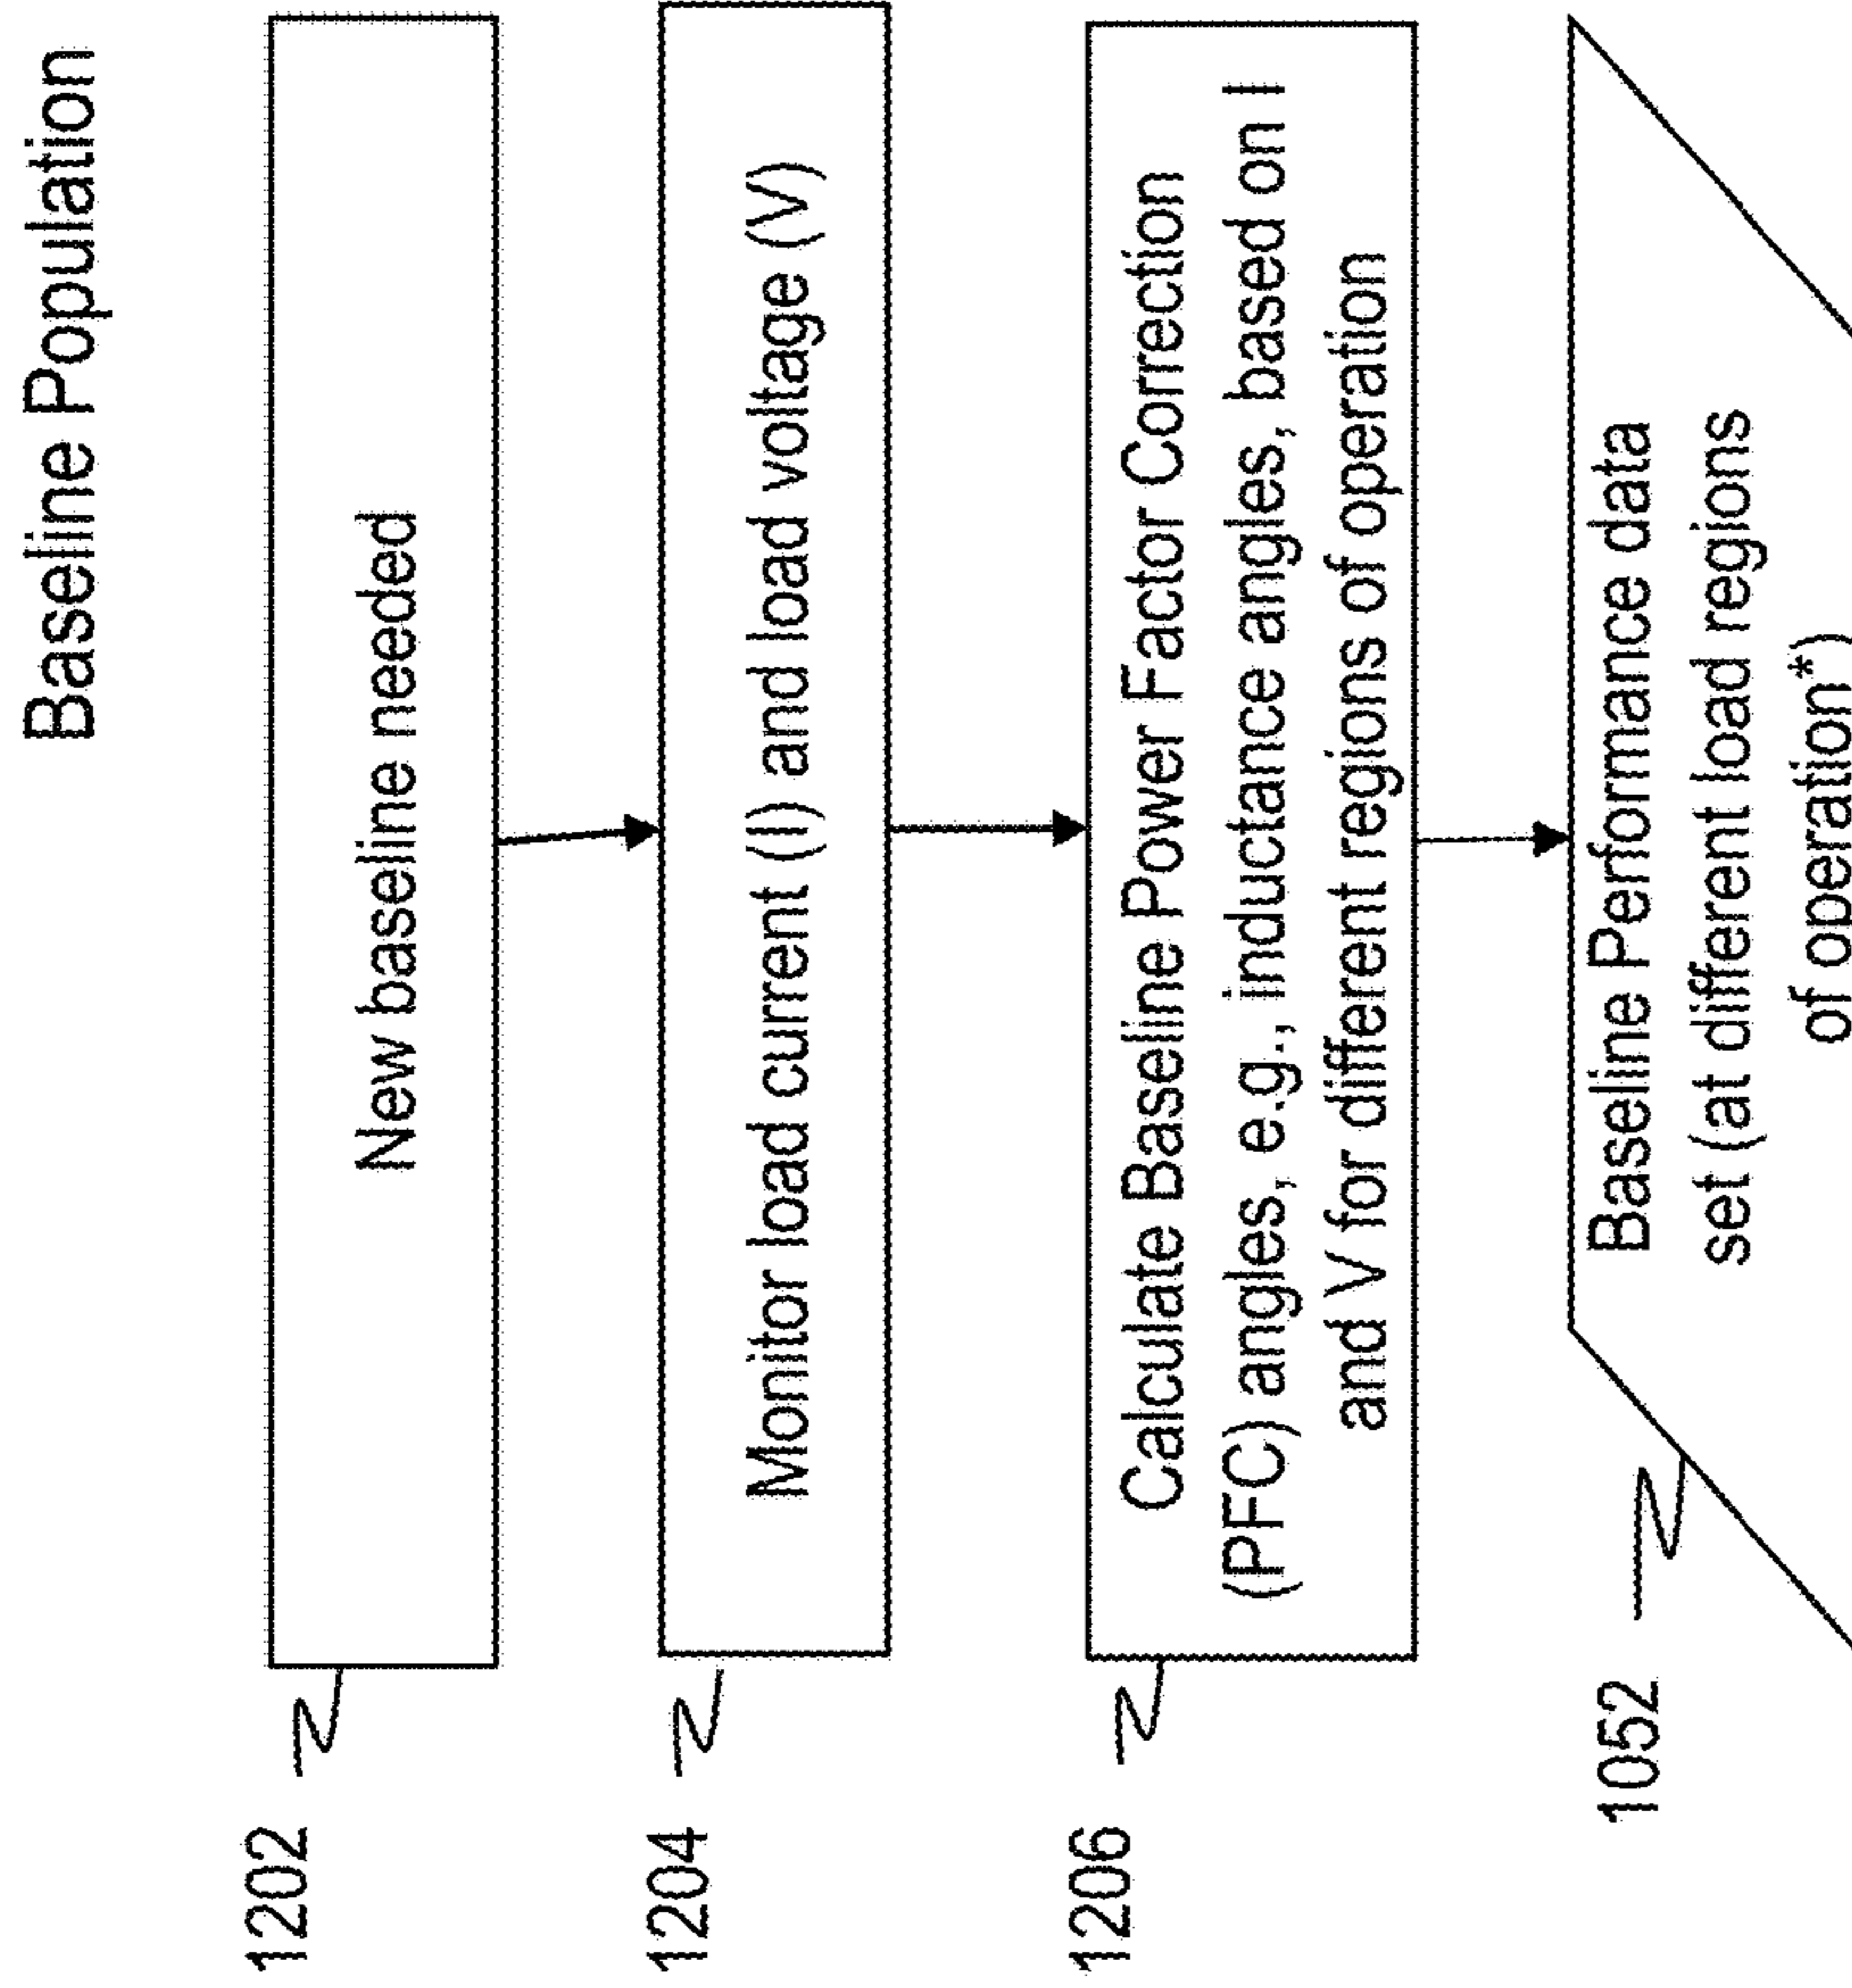 Baseline Population
1202
New baseline needed
1204
Monitor load current (I) and load voltage (V)
1206
Calculate Baseline Power Factor Correction
(PFC) angles, e.g., inductance angles, based on I
and V for different regions of operation
1052
Baseline Performance data
set (at different load regions
of operation*)